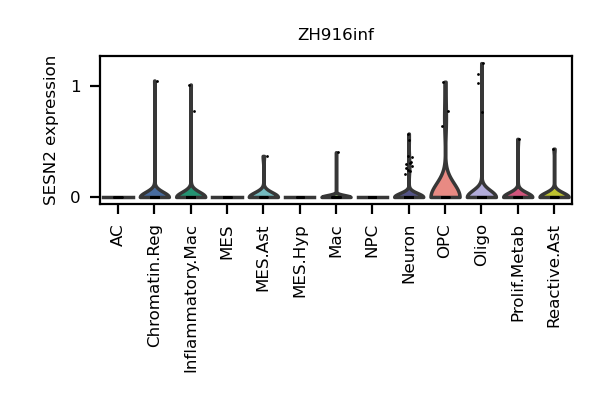 ZH916inf
SESN2 expression
1
0
AC
Chromatin.Reg
Inflammatory.Mac
MES
MES.Ast
MES.Hyp
Mac
NPC
Neuron
OPC
Oligo
Prolif.Metab
Reactive.Ast